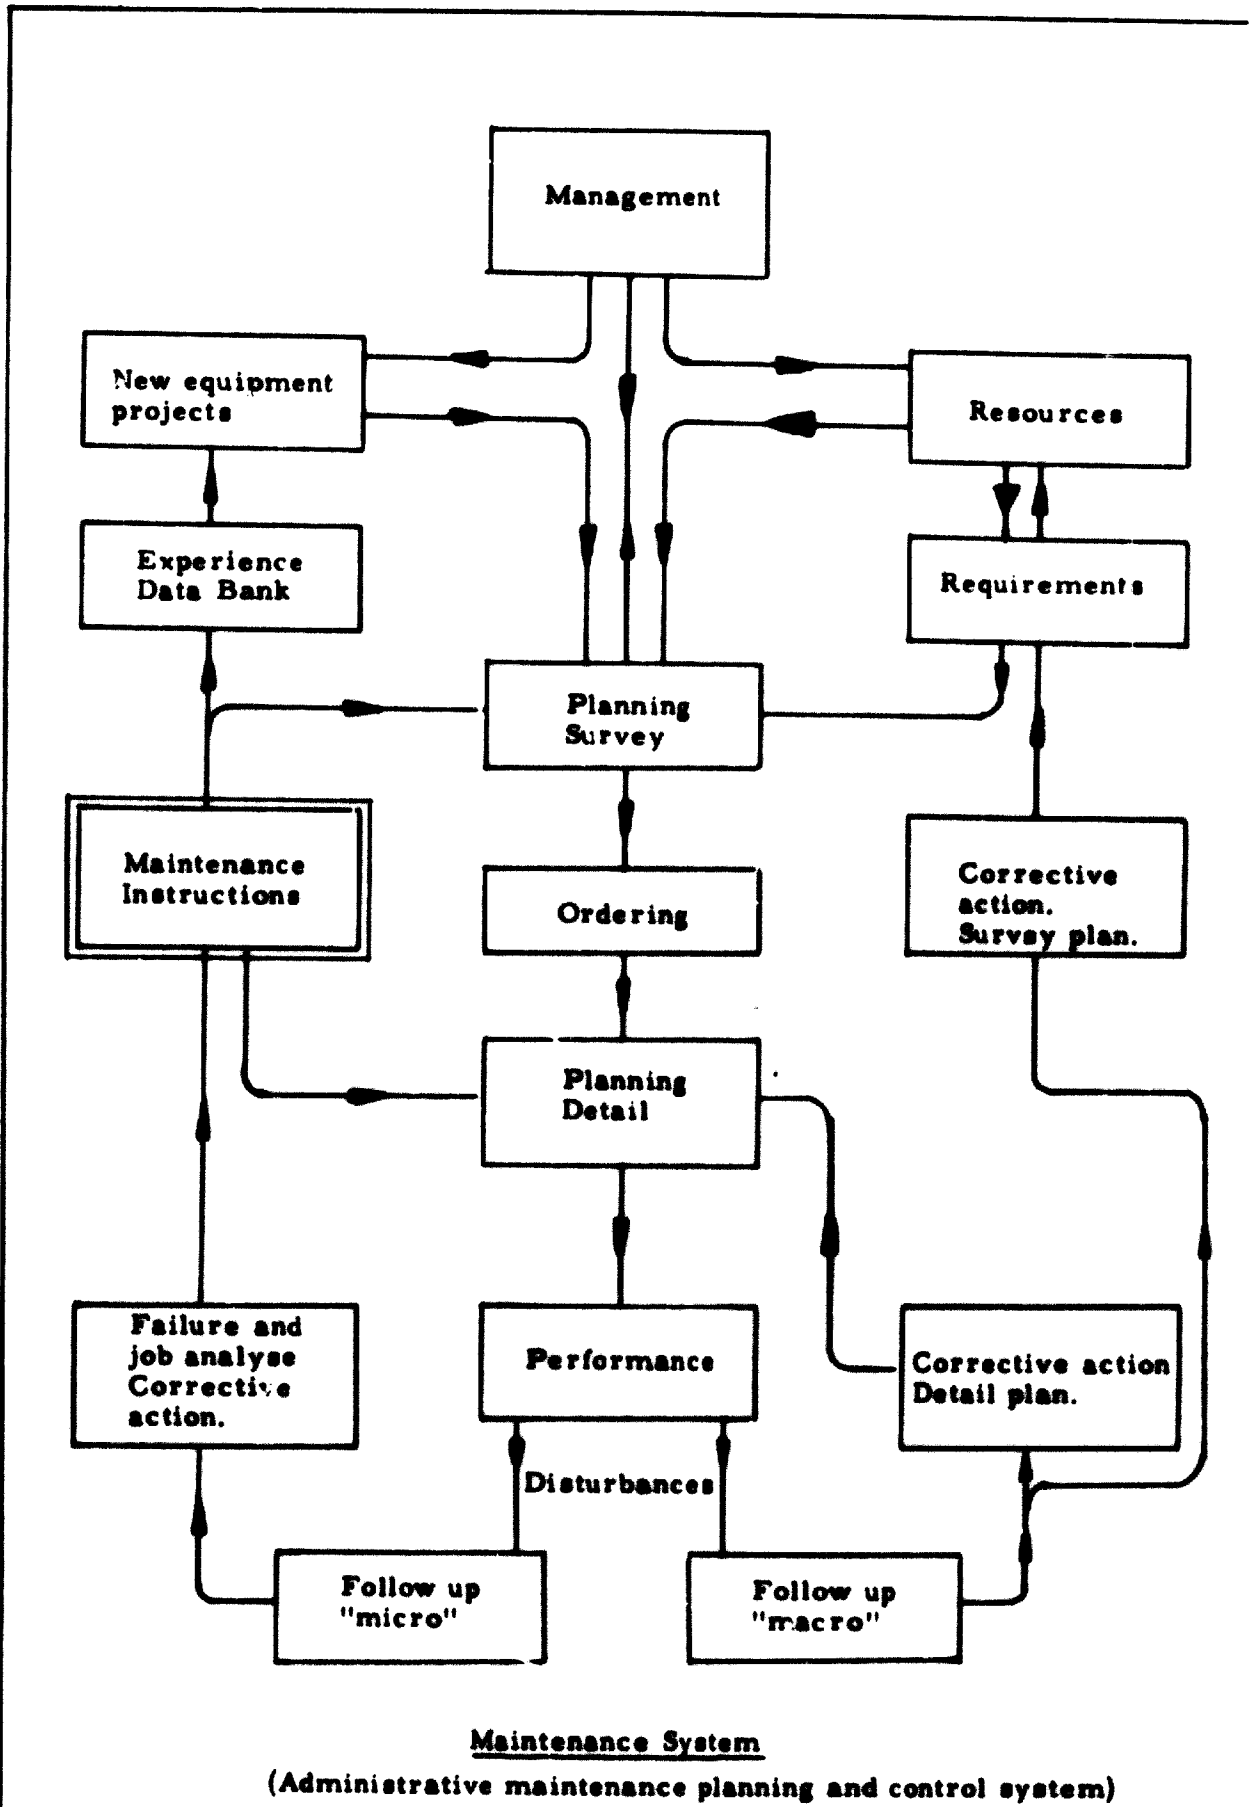 Management
New equipment
projects
Resources
Experience
Data Bank
Requirements
Planning
Survey
Maintenance
Instructions
Ordering
Corrective
action.
Survey plan.
Planning
Detail
Failure and
job analyse
Corrective
action.
Performance
Corrective action
Detail plan.
Disturbances
Follow up
"micro"
Follow up
"macro"
Maintenance System
(Administrative maintenance planning and control system)